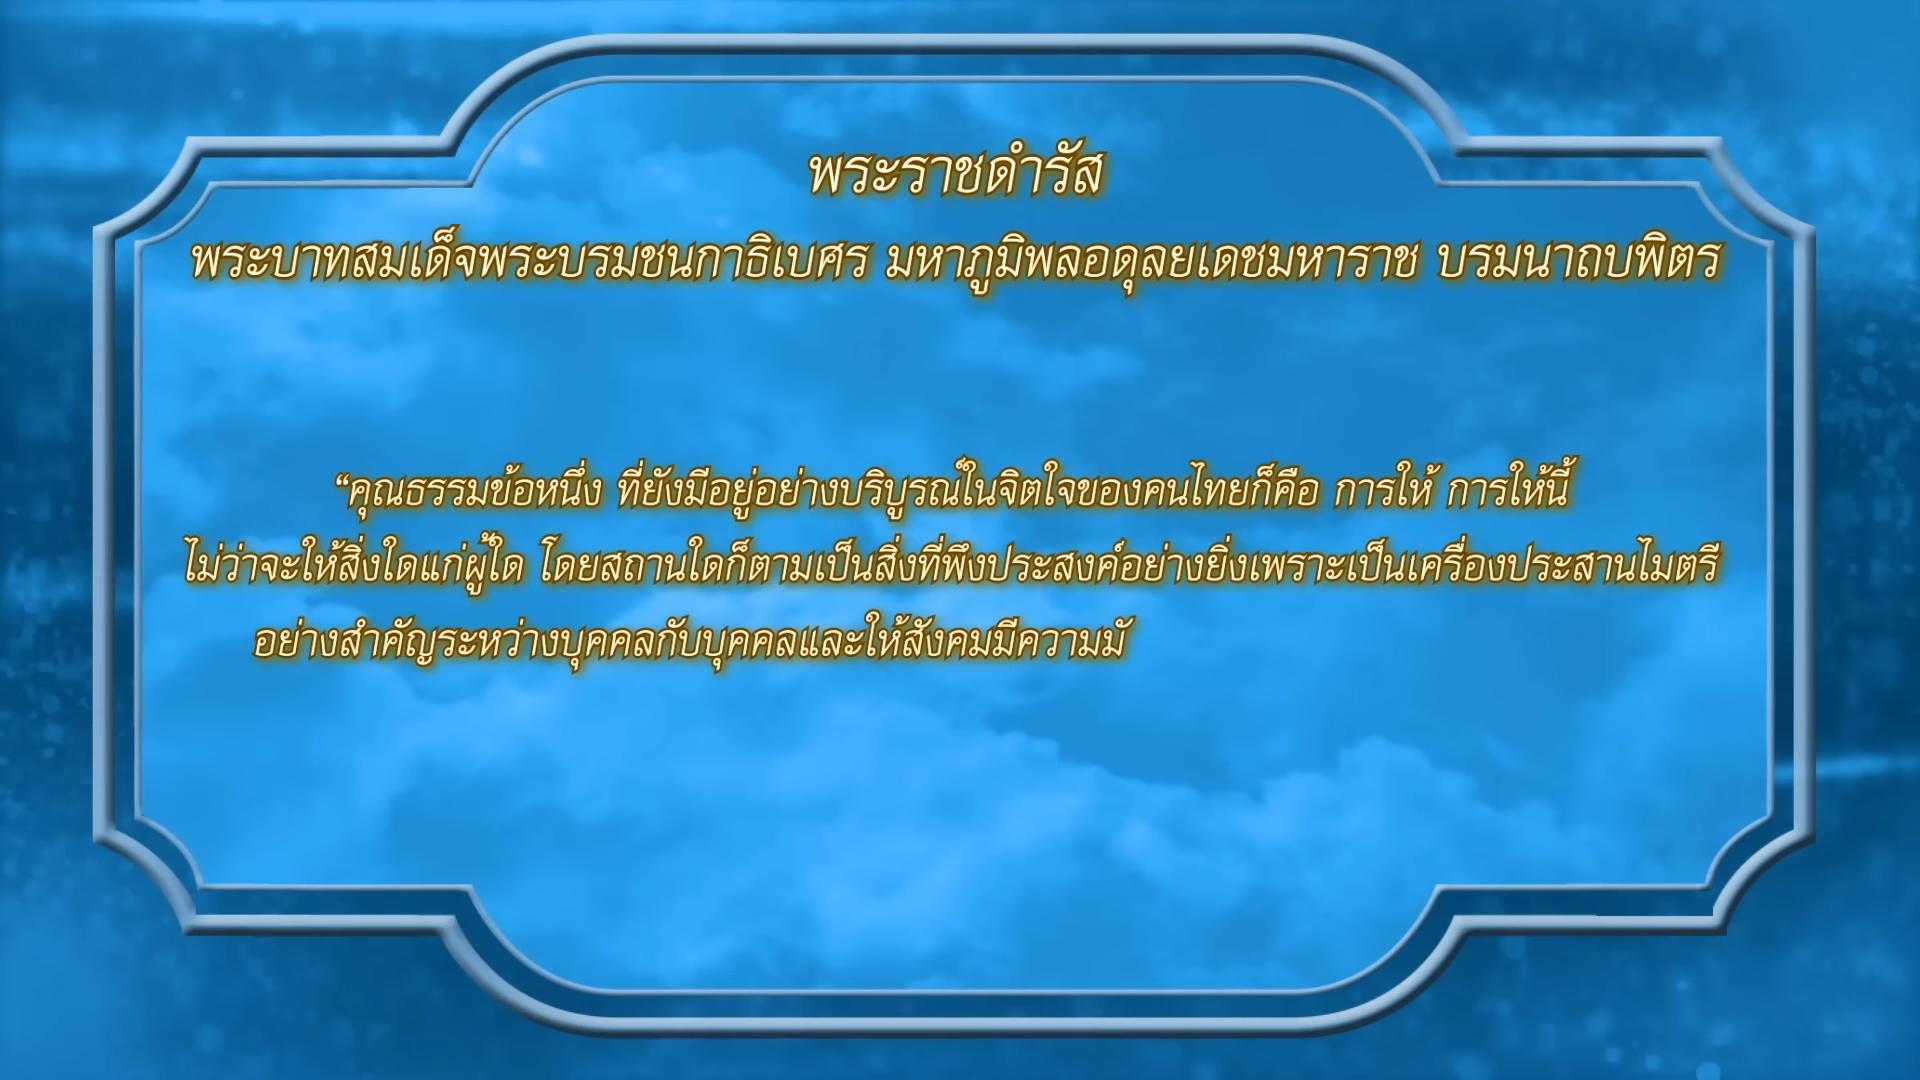 พระราชดำรัส
พระบาทสมเด็จพระบรมชนกาธิเบศร มหาภูมิพลอดุลยเดชมหาราช บรมนาถบพิตร
“คุณธรรมข้อหนึ่ง ที่ยังมีอยู่อย่างบริบูรณ์ในจิตใจของคนไทยก็คือ การให้ การให้นี้
ไม่ว่าจะให้สิ่งใดแก่ผู้ใด โดยสถานใดก็ตามเป็นสิ่งที่พึงประสงค์อย่างยิ่งเพราะเป็นเครื่องประสานไมตรี
อย่างสำคัญระหว่างบุคคลกับบุคคลและให้สังคมมีความมั